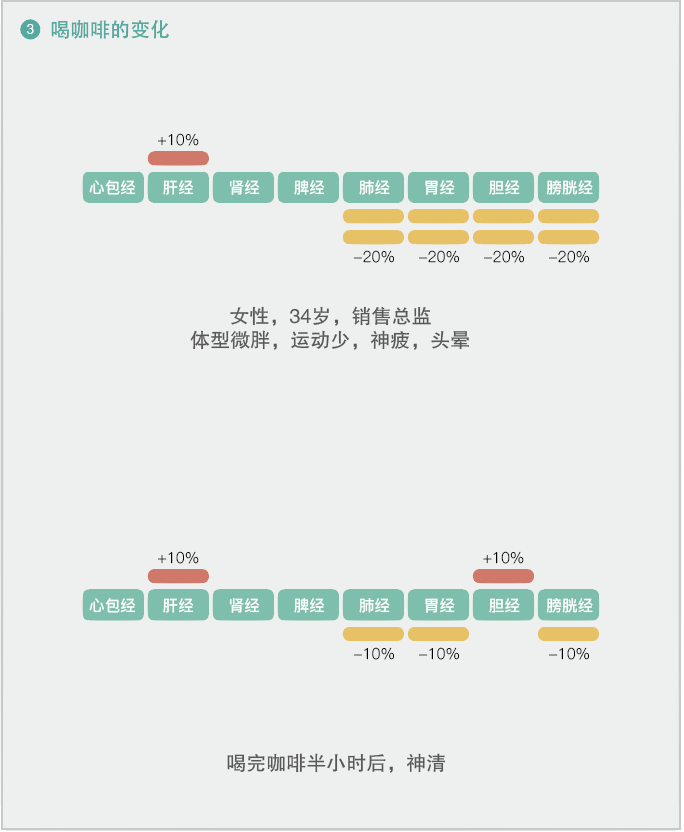 3 喝咖啡的变化
+10%
心包经 肝经 肾经 脾经 肺经 胃经 胆经 膀胱经
−20% −20% −20% −20%
女性，34岁，销售总监
体型微胖，运动少，神疲，头晕
+10% +10%
心包经 肝经 肾经 脾经 肺经 胃经 胆经 膀胱经
−10% −10% −10%
喝完咖啡半小时后，神清